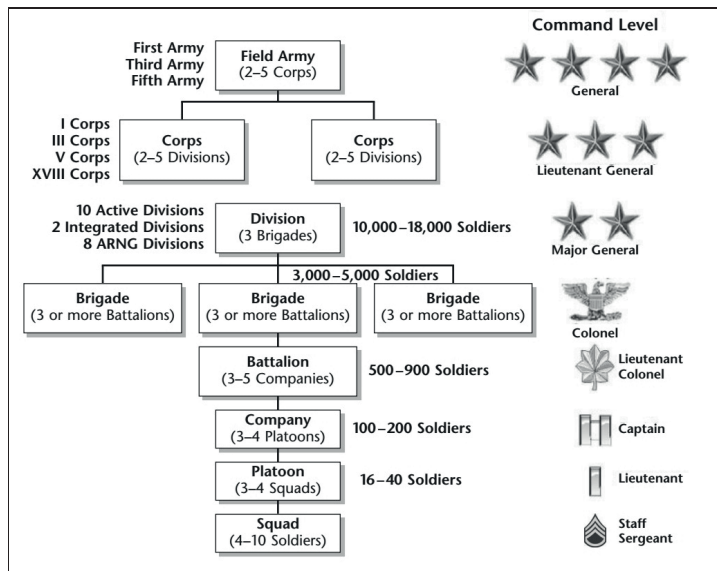 Command Level
First Army
Third Army
Fifth Army
Field Army
(2–5 Corps)
General
I Corps
III Corps
V Corps
XVIII Corps
Corps
(2–5 Divisions)
Corps
(2–5 Divisions)
Lieutenant General
10 Active Divisions
2 Integrated Divisions
8 ARNG Divisions
Division
(3 Brigades)
10,000–18,000 Soldiers
Major General
3,000–5,000 Soldiers
Brigade
(3 or more Battalions)
Brigade
(3 or more Battalions)
Brigade
(3 or more Battalions)
Colonel
Battalion
(3–5 Companies)
500–900 Soldiers
Lieutenant
Colonel
Company
(3–4 Platoons)
100–200 Soldiers
Captain
Platoon
(3–4 Squads)
16–40 Soldiers
Lieutenant
Squad
(4–10 Soldiers)
Staff
Sergeant